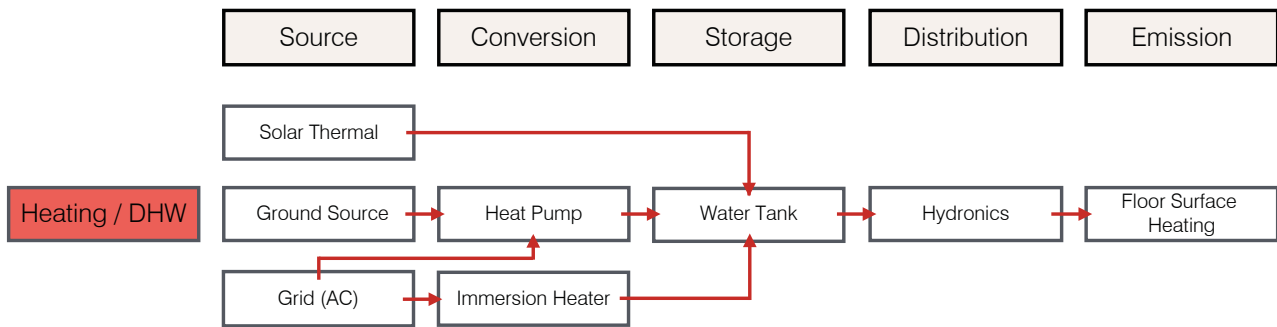 Source
Conversion
Storage
Distribution
Emission
Solar Thermal
Heating / DHW
Ground Source
Heat Pump
Water Tank
Hydronics
Floor Surface
Heating
Grid (AC)
Immersion Heater